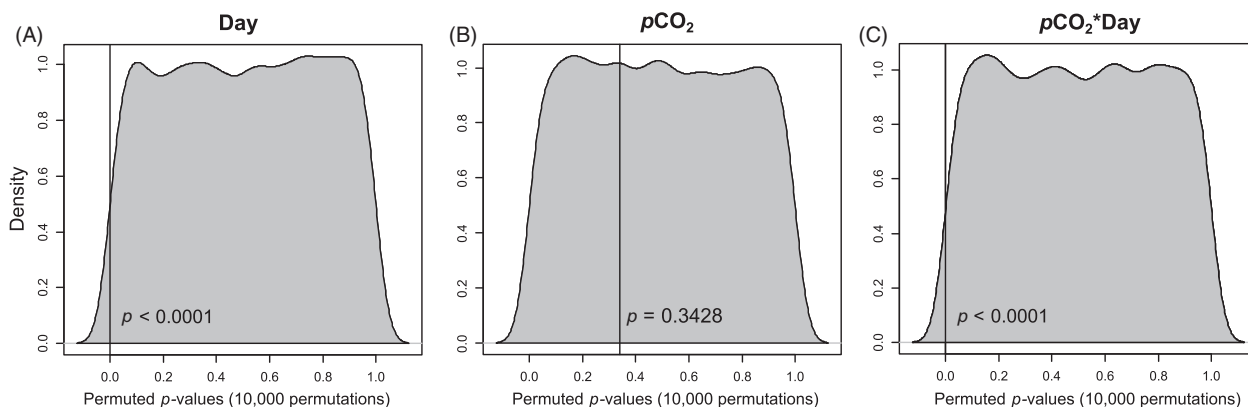 (A)
Day
Density
0.0
0.2
0.4
0.6
0.8
1.0
p < 0.0001
0.0 0.2 0.4 0.6 0.8 1.0
Permuted p-values (10,000 permutations)
(B)
pCO₂
0.0
0.2
0.4
0.6
0.8
1.0
p = 0.3428
0.0 0.2 0.4 0.6 0.8 1.0
Permuted p-values (10,000 permutations)
(C)
pCO₂*Day
0.0
0.2
0.4
0.6
0.8
1.0
p < 0.0001
0.0 0.2 0.4 0.6 0.8 1.0
Permuted p-values (10,000 permutations)